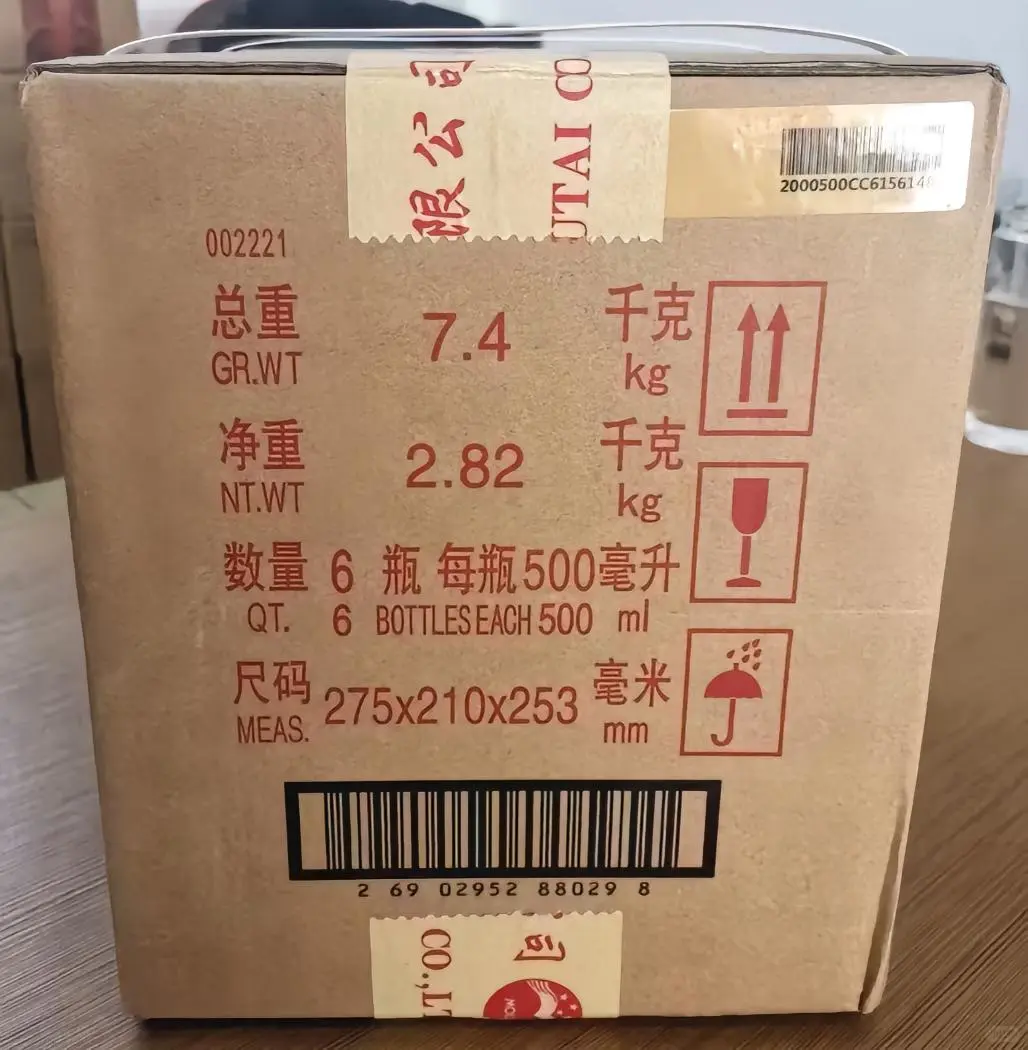 限公司
UTAI CO
2000500CC6156148
002221
总重 7.4 千克
GR.WT kg
净重 2.82 千克
NT.WT kg
数量 6 瓶 每瓶500毫升
QT. 6 BOTTLES EACH 500 ml
尺码 275x210x253 毫米
MEAS. mm
2 69 02952 88029 8
司
CO.,LT